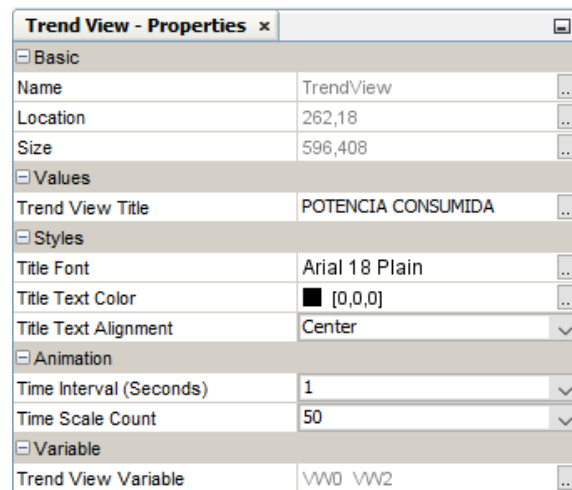 Trend View - Properties ×
Basic
Name TrendView
Location 262,18
Size 596,408
Values
Trend View Title POTENCIA CONSUMIDA ..
Styles
Title Font Arial 18 Plain ..
Title Text Color [0,0,0] ..
Title Text Alignment Center
Animation
Time Interval (Seconds) 1
Time Scale Count 50
Variable
Trend View Variable VW0 VW2 ..